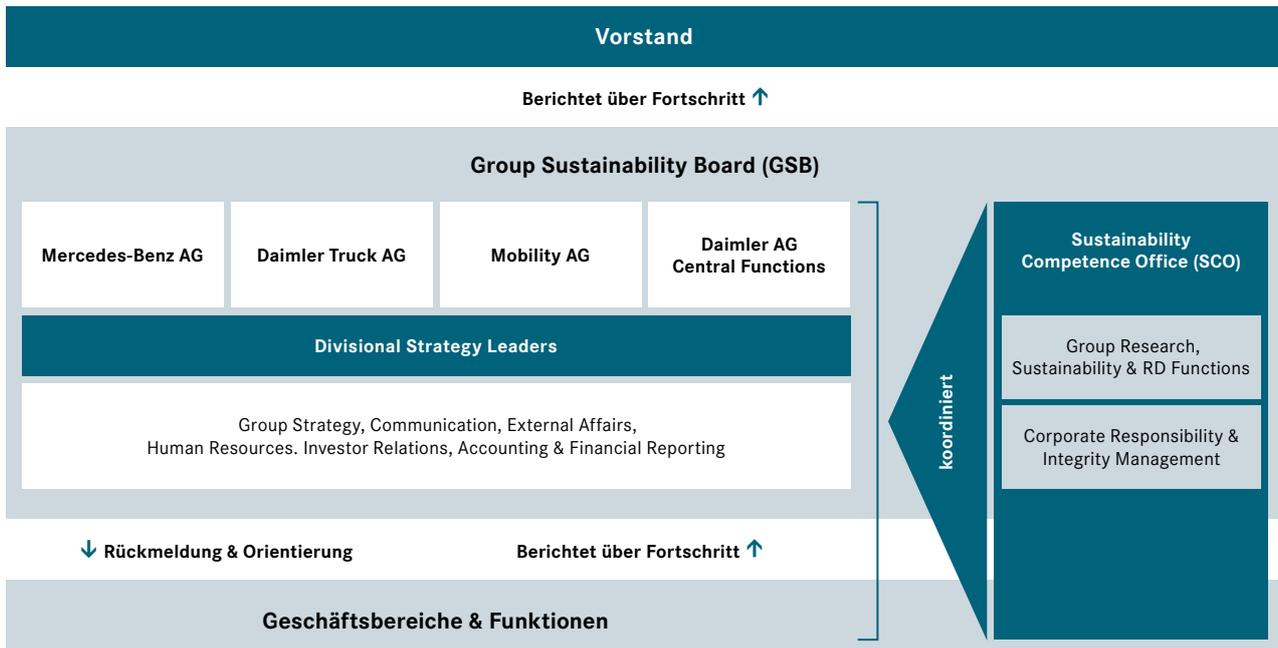 Vorstand
Berichtet über Fortschritt ↑
Group Sustainability Board (GSB)
Mercedes-Benz AG
Daimler Truck AG
Mobility AG
Daimler AG
Central Functions
Divisional Strategy Leaders
Group Strategy, Communication, External Affairs,
Human Resources. Investor Relations, Accounting & Financial Reporting
koordiniert
Sustainability
Competence Office (SCO)
Group Research,
Sustainability & RD Functions
Corporate Responsibility &
Integrity Management
↓ Rückmeldung & Orientierung
Berichtet über Fortschritt ↑
Geschäftsbereiche & Funktionen